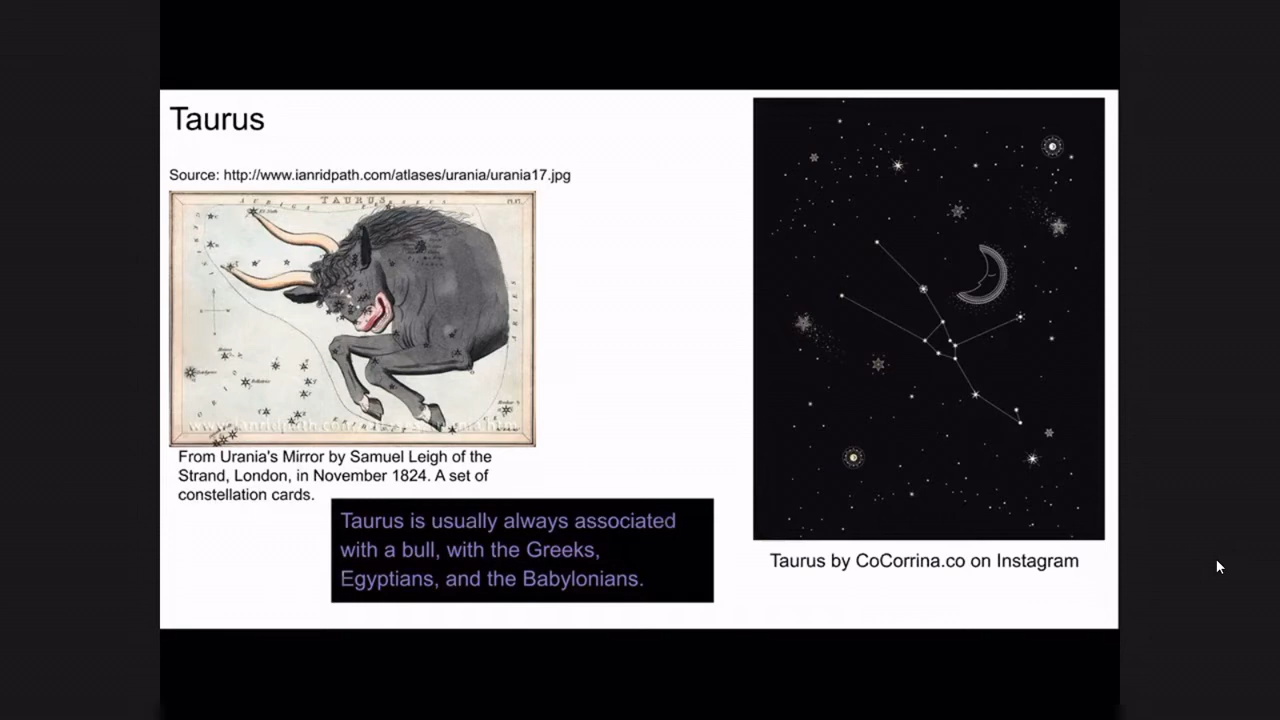 Taurus
Source: http://www.ianridpath.com/atlases/urania/urania17.jpg
TAURUS
ARIES
From Urania's Mirror by Samuel Leigh of the
Strand, London, in November 1824. A set of
constellation cards.
Taurus is usually always associated
with a bull, with the Greeks,
Egyptians, and the Babylonians.
Taurus by CoCorrina.co on Instagram